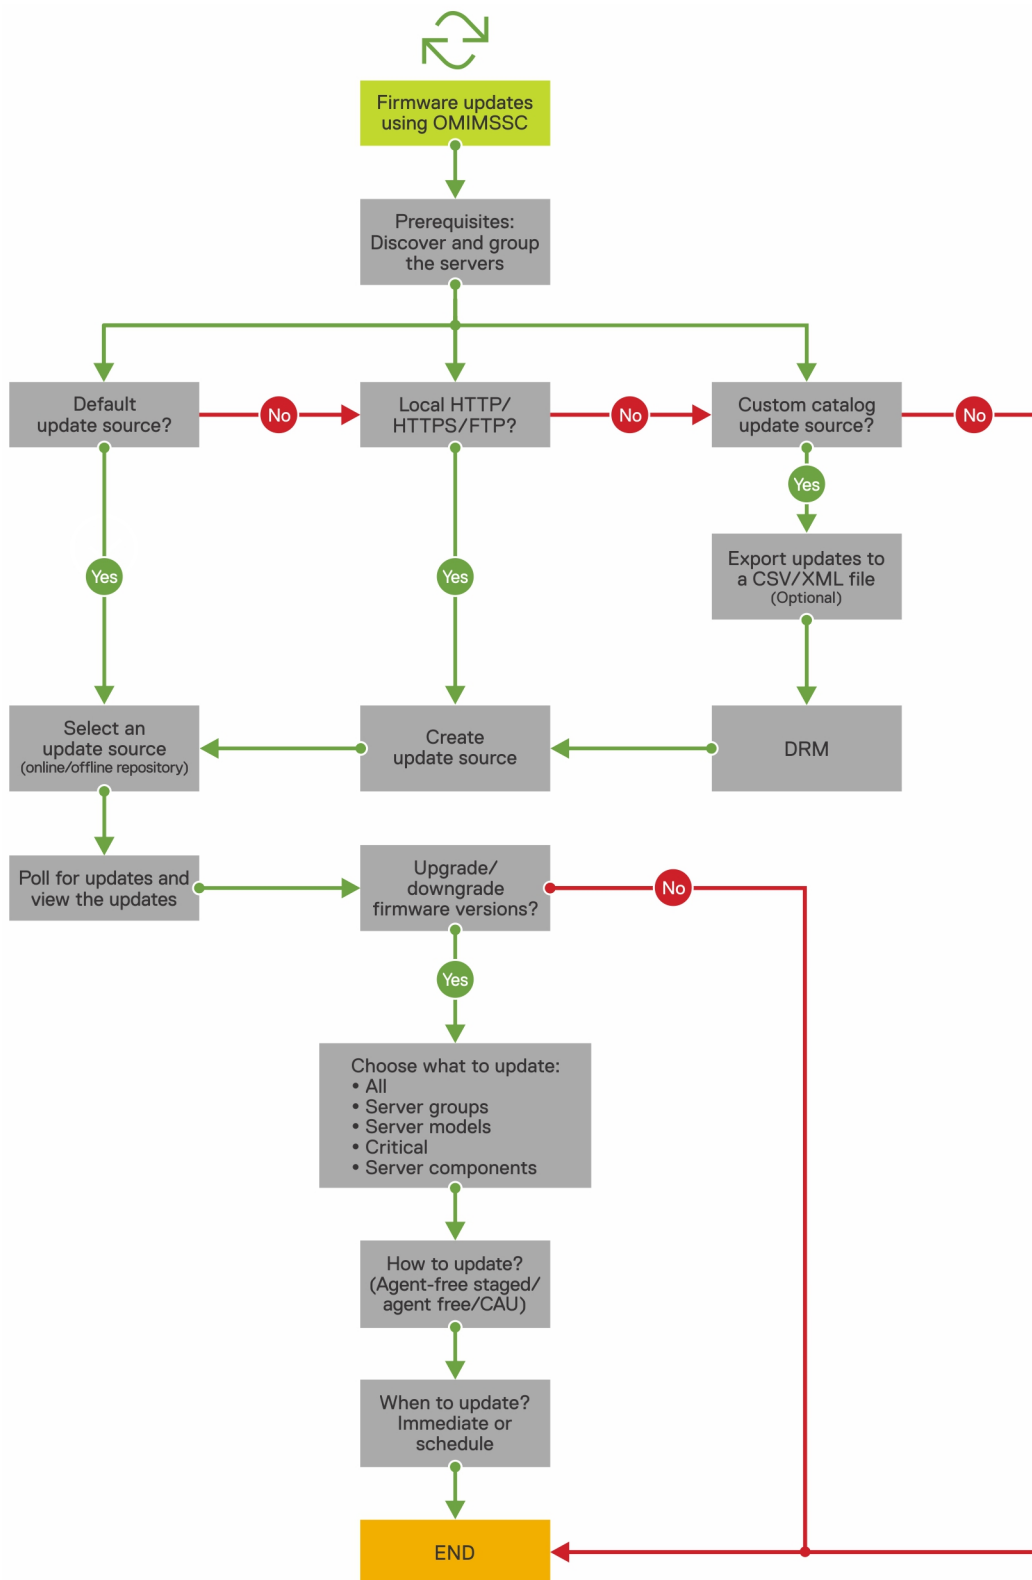 Firmware updates
using OMIMSSC
Prerequisites:
Discover and group
the servers
Default
update source?
No
Local HTTP/
HTTPS/FTP?
No
Custom catalog
update source?
No
Yes
Yes
Yes
Export updates to
a CSV/XML file
(Optional)
Select an
update source
(online/offline repository)
Create
update source
DRM
Poll for updates and
view the updates
Upgrade/
downgrade
firmware versions?
No
Yes
Choose what to update:
• All
• Server groups
• Server models
• Critical
• Server components
How to update?
(Agent-free staged/
agent free/CAU)
When to update?
Immediate or
schedule
END